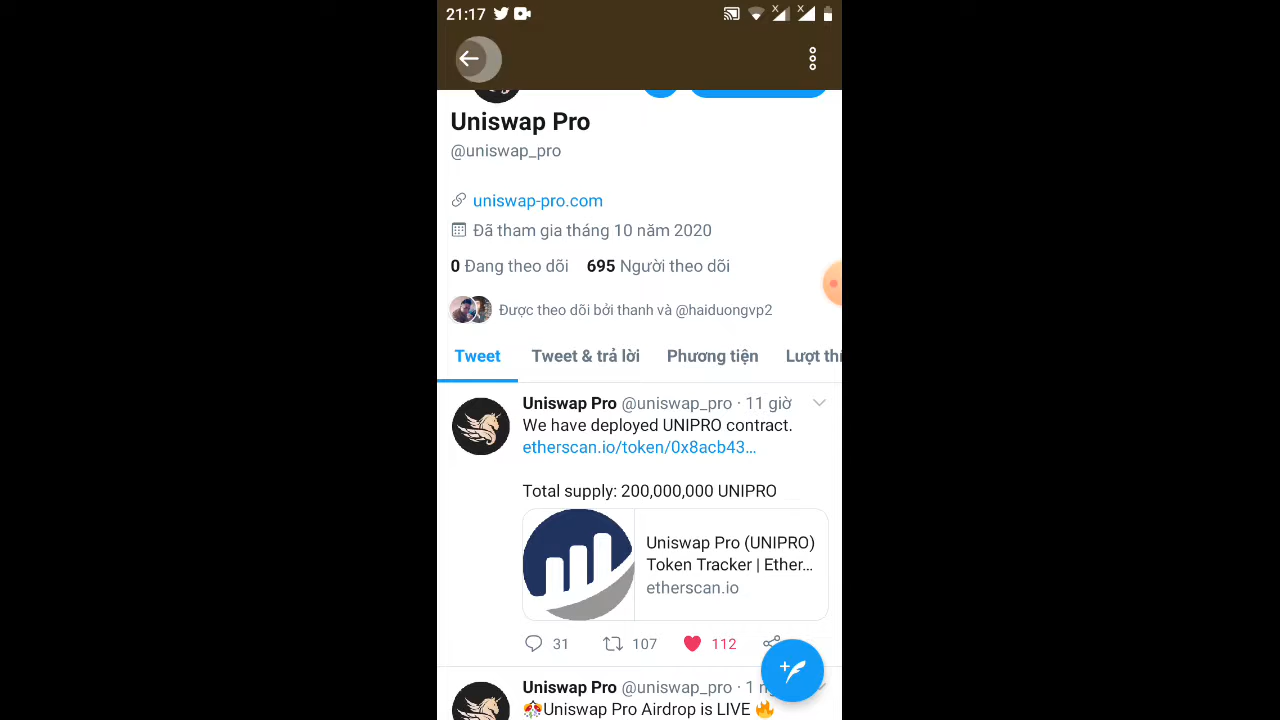 21:17
Uniswap Pro
@uniswap_pro
uniswap-pro.com
Đã tham gia tháng 10 năm 2020
0 Đang theo dõi 695 Người theo dõi
Được theo dõi bởi thanh và @haiduongvp2
Tweet Tweet & trả lời Phương tiện Lượt
Uniswap Pro @uniswap_pro · 11 giờ
We have deployed UNIPRO contract.
etherscan.io/token/0x8acb43...
Total supply: 200,000,000 UNIPRO
Uniswap Pro (UNIPRO)
Token Tracker | Ether...
etherscan.io
31 107 112
Uniswap Pro @uniswap_pro · 1
🎊Uniswap Pro Airdrop is LIVE 🔥